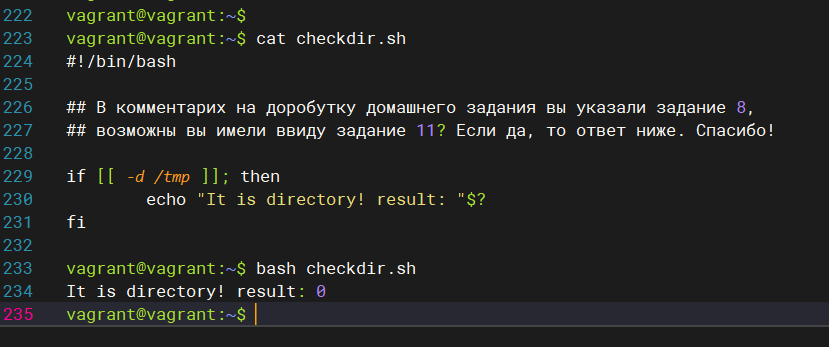 222 vagrant@vagrant:~$
223 vagrant@vagrant:~$ cat checkdir.sh
224 #!/bin/bash
225
226 ## В комментарих на доробутку домашнего задания вы указали задание 8,
227 ## возможны вы имели ввиду задание 11? Если да, то ответ ниже. Спасибо!
228
229 if [[ -d /tmp ]]; then
230 echo "It is directory! result: "$?
231 fi
232
233 vagrant@vagrant:~$ bash checkdir.sh
234 It is directory! result: 0
235 vagrant@vagrant:~$